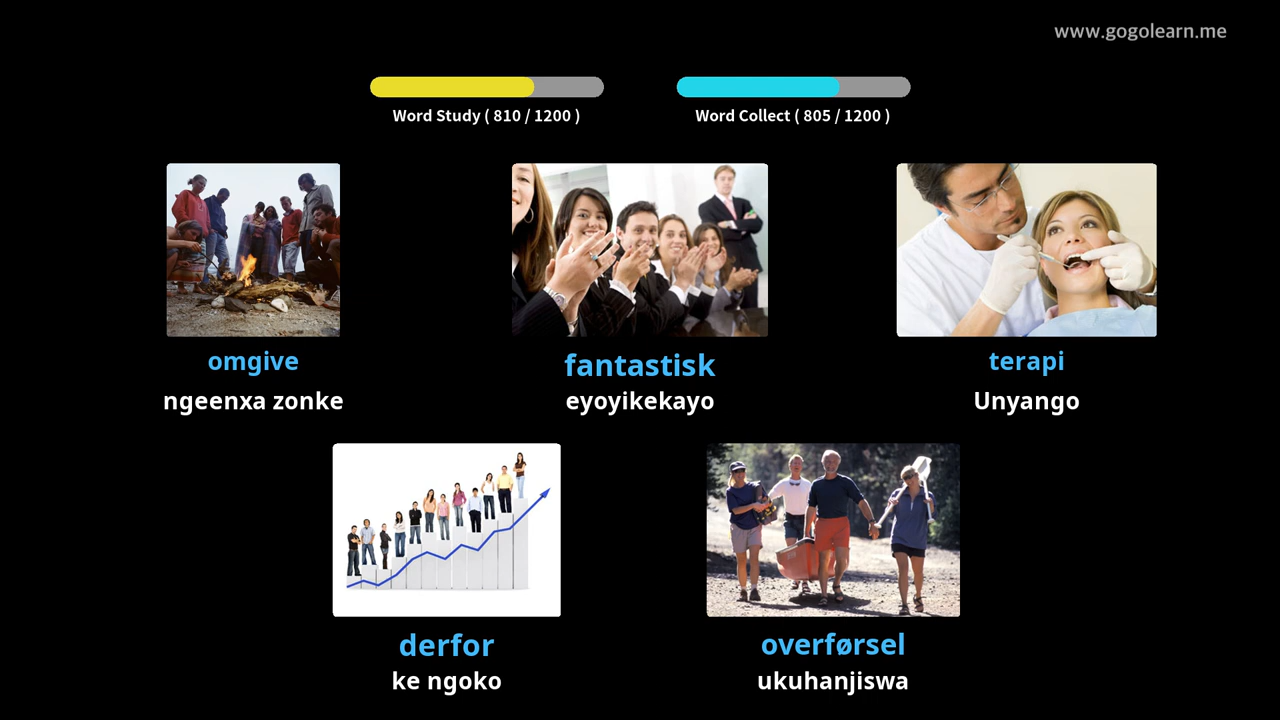 www.gogolearn.me
Word Study ( 810 / 1200 )
Word Collect ( 805 / 1200 )
omgive
ngeenxa zonke
fantastisk
eyoyikekayo
terapi
Unyango
derfor
ke ngoko
overførsel
ukuhanjiswa